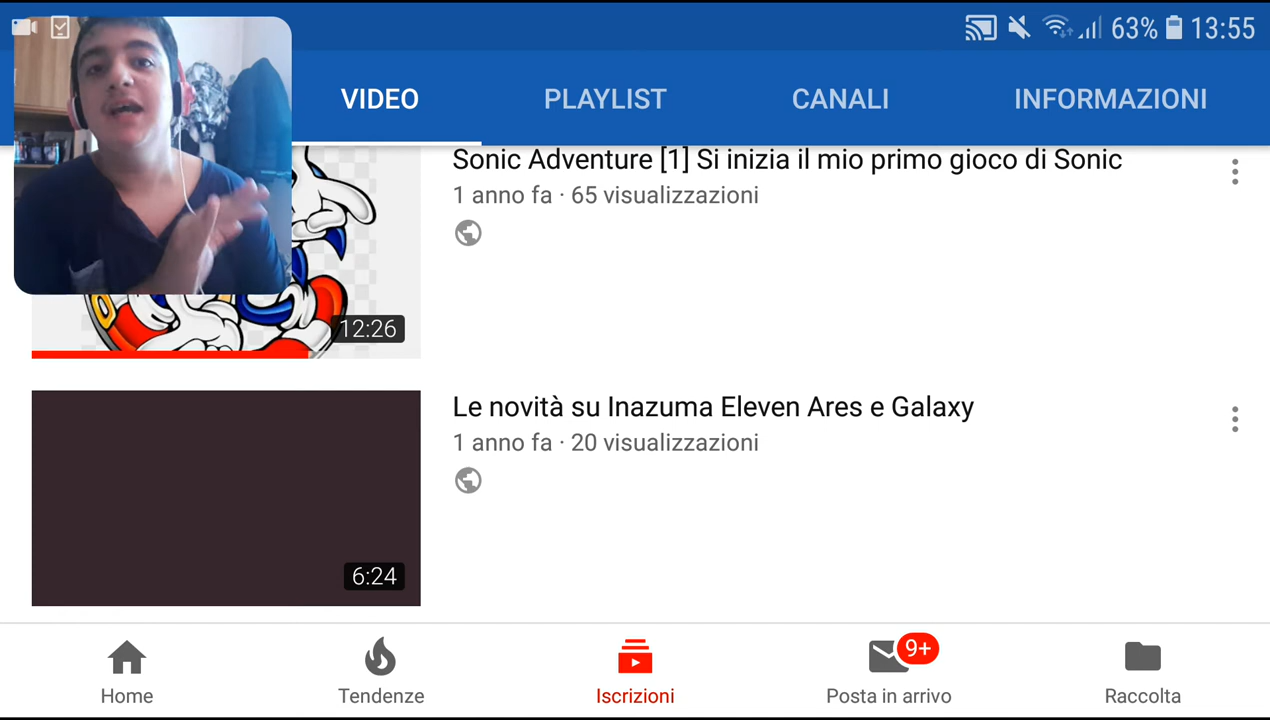 63% 13:55
VIDEO PLAYLIST CANALI INFORMAZIONI
Sonic Adventure [1] Si inizia il mio primo gioco di Sonic
1 anno fa · 65 visualizzazioni
12:26
Le novità su Inazuma Eleven Ares e Galaxy
1 anno fa · 20 visualizzazioni
6:24
9+
Home Tendenze Iscrizioni Posta in arrivo Raccolta